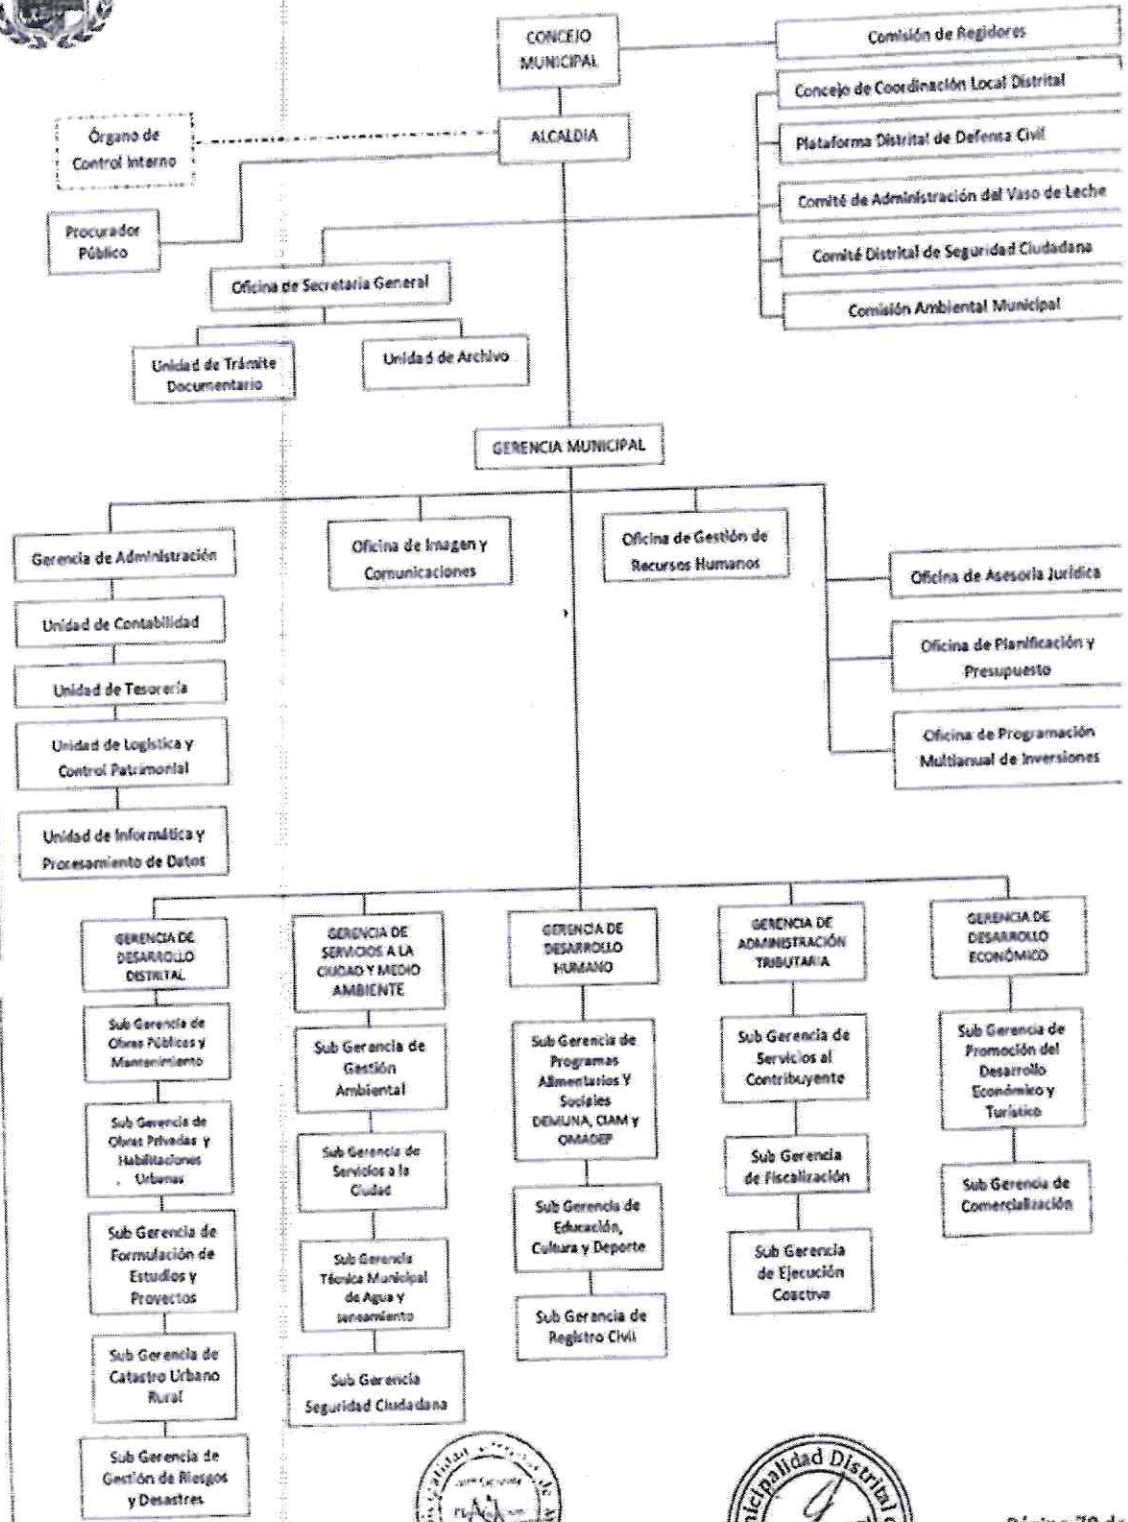 CONCEJO
MUNICIPAL
Comisión de Regidores
Concejo de Coordinación Local Distrital
Plataforma Distrital de Defensa Civil
Comité de Administración del Vaso de Leche
Comité Distrital de Seguridad Ciudadana
Comisión Ambiental Municipal
ALCALDIA
Órgano de
Control Interno
Procurador
Público
Oficina de Secretaria General
Unidad de Trámite
Documentario
Unidad de Archivo
GERENCIA MUNICIPAL
Gerencia de Administración
Unidad de Contabilidad
Unidad de Tesorería
Unidad de Logística y
Control Patrimonial
Unidad de Informática y
Procesamiento de Datos
Oficina de Imagen y
Comunicaciones
Oficina de Gestión de
Recursos Humanos
Oficina de Asesoria Jurídica
Oficina de Planificación y
Presupuesto
Oficina de Programación
Multianual de Inversiones
GERENCIA DE
DESARROLLO
DISTRITAL
Sub Gerencia de
Obras Públicas y
Mantenimiento
Sub Gerencia de
Obras Privadas y
Habilitaciones
Urbanas
Sub Gerencia de
Formulación de
Estudios y
Proyectos
Sub Gerencia de
Catastro Urbano
Rural
Sub Gerencia de
Gestión de Riesgos
y Desastres
GERENCIA DE
SERVICIOS A LA
CIUDAD Y MEDIO
AMBIENTE
Sub Gerencia de
Gestión
Ambiental
Sub Gerencia de
Servicios a la
Ciudad
Sub Gerencia
Técnica Municipal
de Agua y
saneamiento
Sub Gerencia
Seguridad Ciudadana
GERENCIA DE
DESARROLLO
HUMANO
Sub Gerencia de
Programas
Alimentarios Y
Sociales
DEMUNA, CIAM y
OMADEP
Sub Gerencia de
Educación,
Cultura y Deporte
Sub Gerencia de
Registro Civil
GERENCIA DE
ADMINISTRACIÓN
TRIBUTARIA
Sub Gerencia de
Servicios al
Contribuyente
Sub Gerencia
de Fiscalización
Sub Gerencia
de Ejecución
Coactiva
GERENCIA DE
DESARROLLO
ECONÓMICO
Sub Gerencia de
Promoción del
Desarrollo
Económico y
Turístico
Sub Gerencia de
Comercialización
Distrital